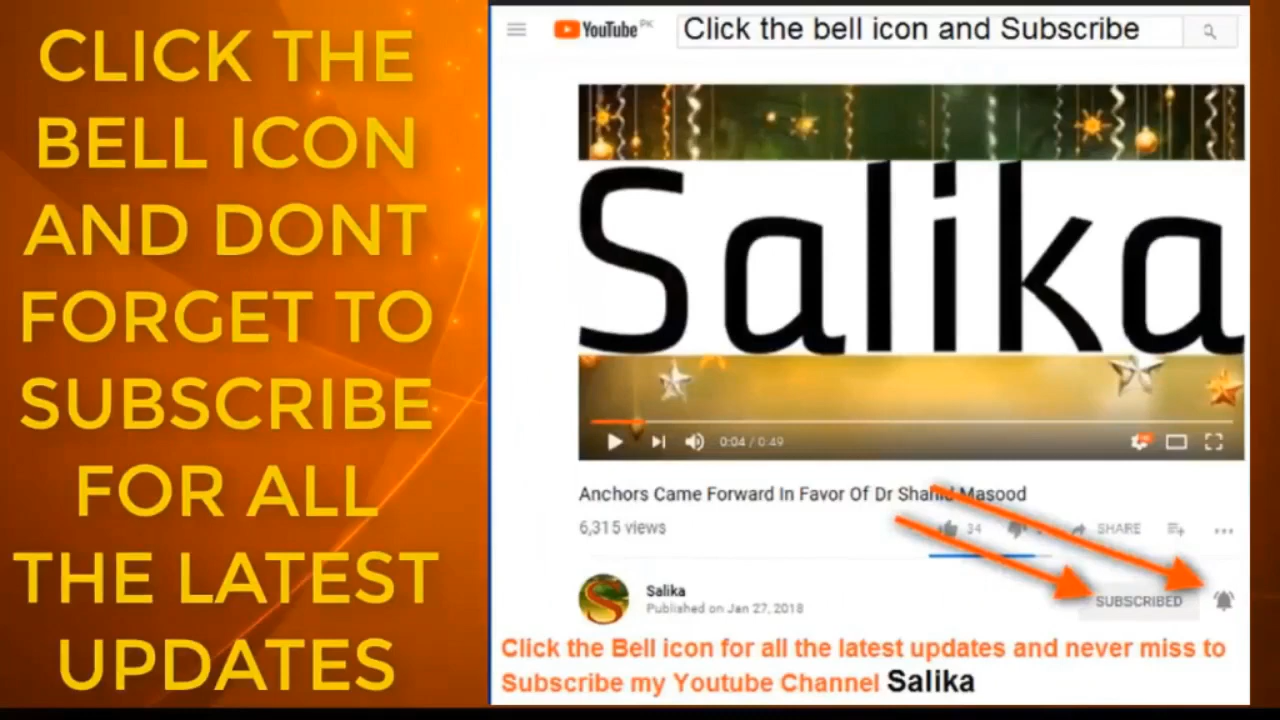 CLICK THE
BELL ICON
AND DONT
FORGET TO
SUBSCRIBE
FOR ALL
THE LATEST
UPDATES
YouTube PK
Click the bell icon and Subscribe
Salika
0:04 / 0:49
Anchors Came Forward In Favor Of Dr Shahid Masood
6,315 views
34
SHARE
Salika
Published on Jan 27, 2018
SUBSCRIBED
Click the Bell icon for all the latest updates and never miss to
Subscribe my Youtube Channel Salika